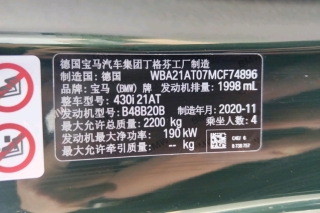 德国宝马汽车集团丁格芬工厂制造
制造国: 德国 WBA21AT07MCF74896
宝马 (BMW) 牌 发动机排量: 1998 mL
整车型号: 430i 21AT
发动机型号: B48B20B 制造年月: 2020-11
最大允许总质量: 2200 kg 乘坐人数: 4
发动机最大净功率: 190 kW
最大允许牵引质量: -- kg